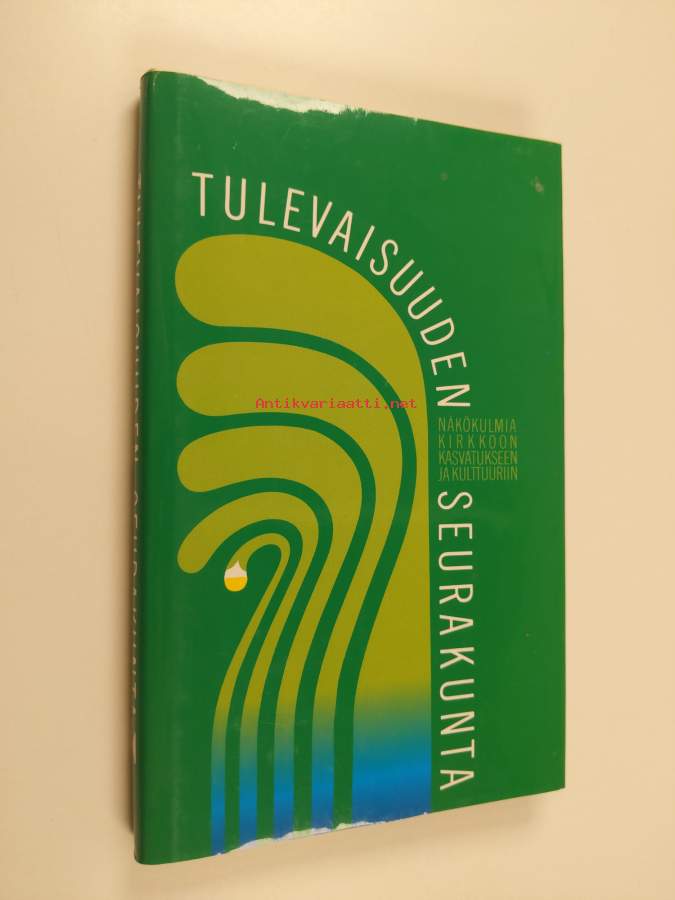 TULEVAISUUDEN SEURAKUNTA
NÄKÖKULMIA
KIRKKOON
KASVATUKSEEN
JA KULTTUURIIN
Antikvariaatti.net